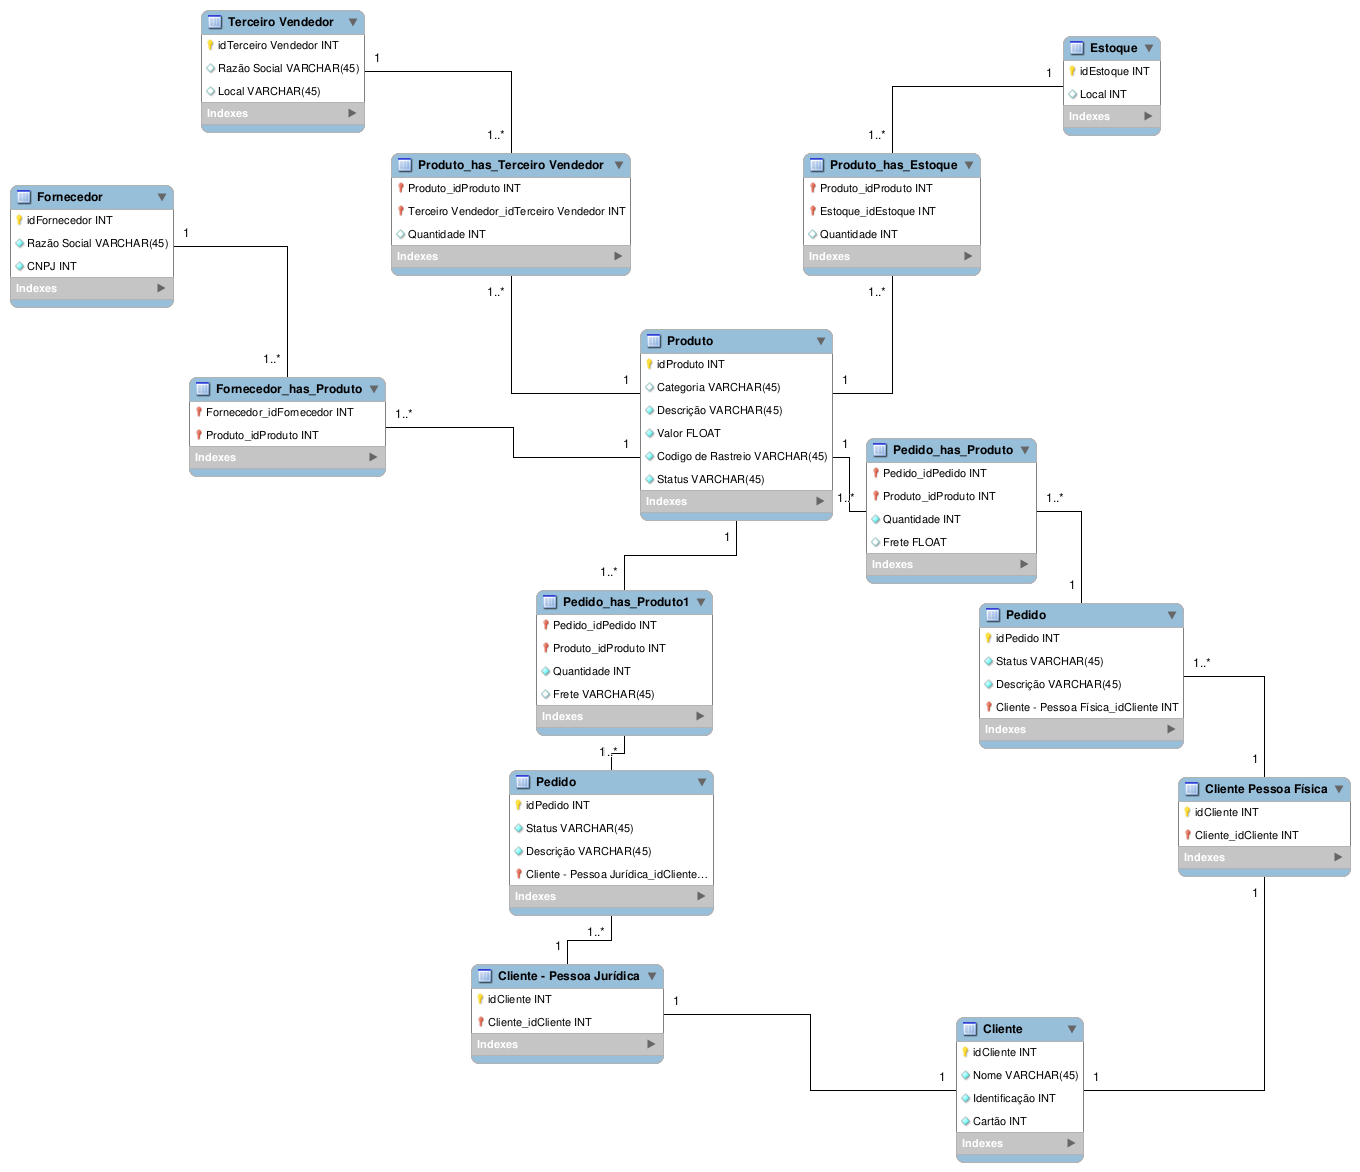 Terceiro Vendedor
idTerceiro Vendedor INT
Razão Social VARCHAR(45)
Local VARCHAR(45)
Indexes
1
1..*
Estoque
idEstoque INT
Local INT
Indexes
1
1..*
Produto_has_Terceiro Vendedor
Produto_idProduto INT
Terceiro Vendedor_idTerceiro Vendedor INT
Quantidade INT
Indexes
1..*
1
Produto_has_Estoque
Produto_idProduto INT
Estoque_idEstoque INT
Quantidade INT
Indexes
1..*
1
Fornecedor
idFornecedor INT
Razão Social VARCHAR(45)
CNPJ INT
Indexes
1
1..*
Fornecedor_has_Produto
Fornecedor_idFornecedor INT
Produto_idProduto INT
Indexes
1..*
1
Produto
idProduto INT
Categoria VARCHAR(45)
Descrição VARCHAR(45)
Valor FLOAT
Codigo de Rastreio VARCHAR(45)
Status VARCHAR(45)
Indexes
1
1..*
Pedido_has_Produto
Pedido_idPedido INT
Produto_idProduto INT
Quantidade INT
Frete FLOAT
Indexes
1..*
1
1
1..*
Pedido_has_Produto1
Pedido_idPedido INT
Produto_idProduto INT
Quantidade INT
Frete VARCHAR(45)
Indexes
1..*
Pedido
idPedido INT
Status VARCHAR(45)
Descrição VARCHAR(45)
Cliente - Pessoa Física_idCliente INT
Indexes
1..*
1
Pedido
idPedido INT
Status VARCHAR(45)
Descrição VARCHAR(45)
Cliente - Pessoa Jurídica_idCliente...
Indexes
1..*
1
Cliente Pessoa Física
idCliente INT
Cliente_idCliente INT
Indexes
1
Cliente - Pessoa Jurídica
idCliente INT
Cliente_idCliente INT
Indexes
1
1
Cliente
idCliente INT
Nome VARCHAR(45)
Identificação INT
Cartão INT
Indexes
1